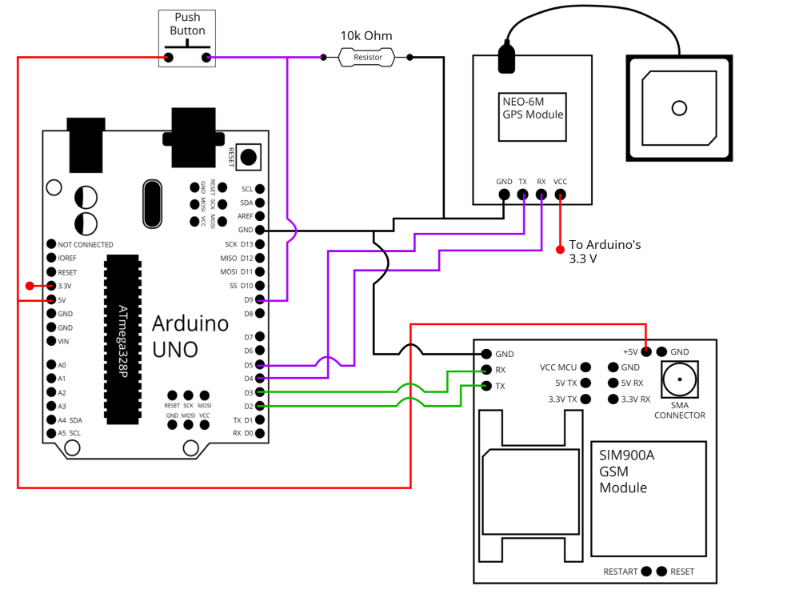 Push
Button
10k Ohm
Resistor
NEO-6M
GPS Module
GND TX RX VCC
To Arduino's
3.3 V
RESET
GND MOSI VCC
RESET SCK MOSI
SCL
SDA
AREF
GND
SCK D13
MISO D12
MOSI D11
SS D10
D9
D8
D7
D6
D5
D4
D3
D2
TX D1
RX D0
NOT CONNECTED
IOREF
RESET
3.3V
5V
GND
GND
VIN
A0
A1
A2
A3
A4 SDA
A5 SCL
ATmega328P
Arduino
UNO
RESET SCK MOSI
GND MOSI VCC
GND
RX
TX
+5V GND
VCC MCU GND
5V TX 5V RX
3.3V TX 3.3V RX
SMA
CONNECTOR
SIM900A
GSM
Module
RESTART RESET